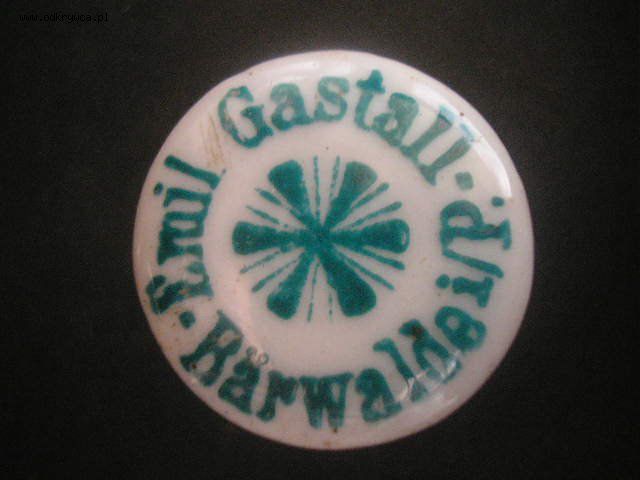 www.odkrywca.pl
Emil Gastall-
-Bärwalde i/P.